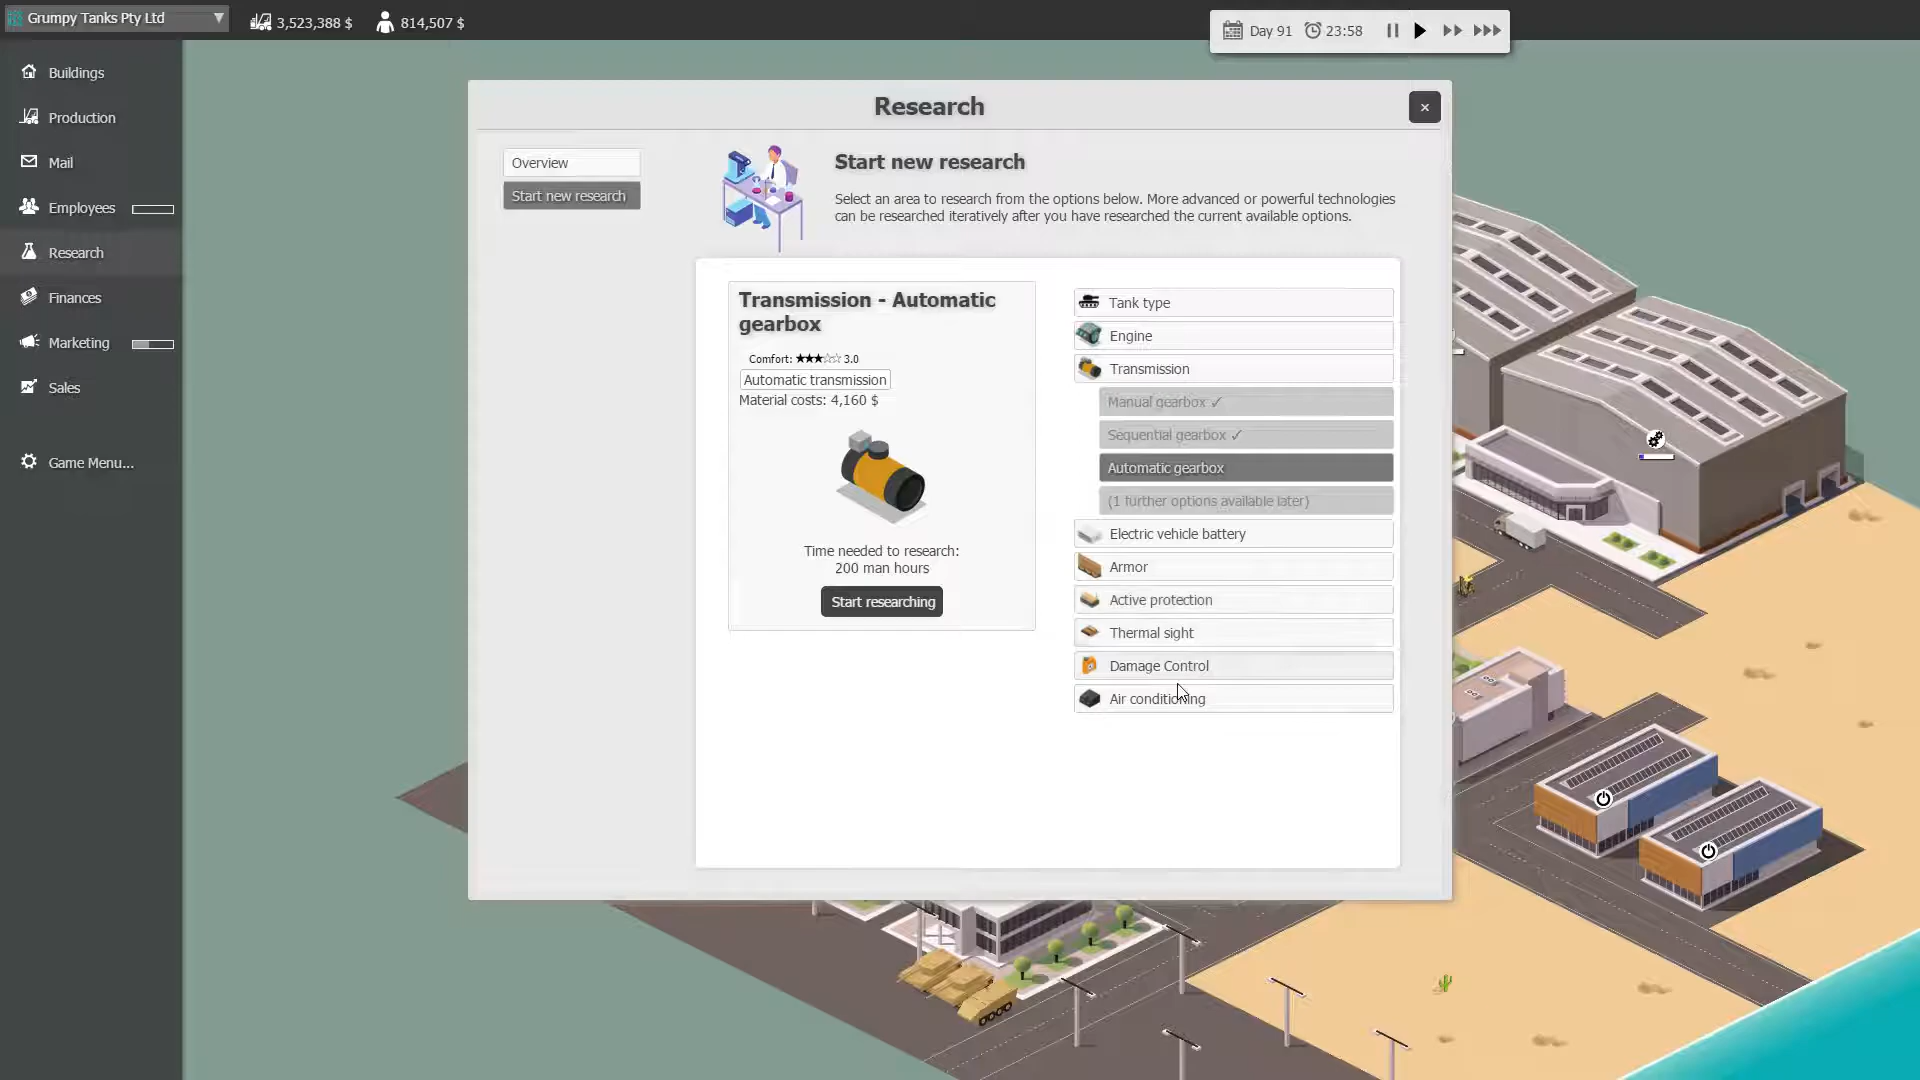 Grumpy Tanks Pty Ltd
3,523,388 $
814,507 $
Day 91
23:58
Buildings
Production
Mail
Employees
Research
Finances
Marketing
Sales
Game Menu...
Research
×
Overview
Start new research
Start new research
Select an area to research from the options below. More advanced or powerful technologies
can be researched iteratively after you have researched the current available options.
Transmission - Automatic
gearbox
Comfort: ★★★☆☆ 3.0
Automatic transmission
Material costs: 4,160 $
Time needed to research:
200 man hours
Start researching
Tank type
Engine
Transmission
Manual gearbox ✓
Sequential gearbox ✓
Automatic gearbox
(1 further options available later)
Electric vehicle battery
Armor
Active protection
Thermal sight
Damage Control
Air conditioning